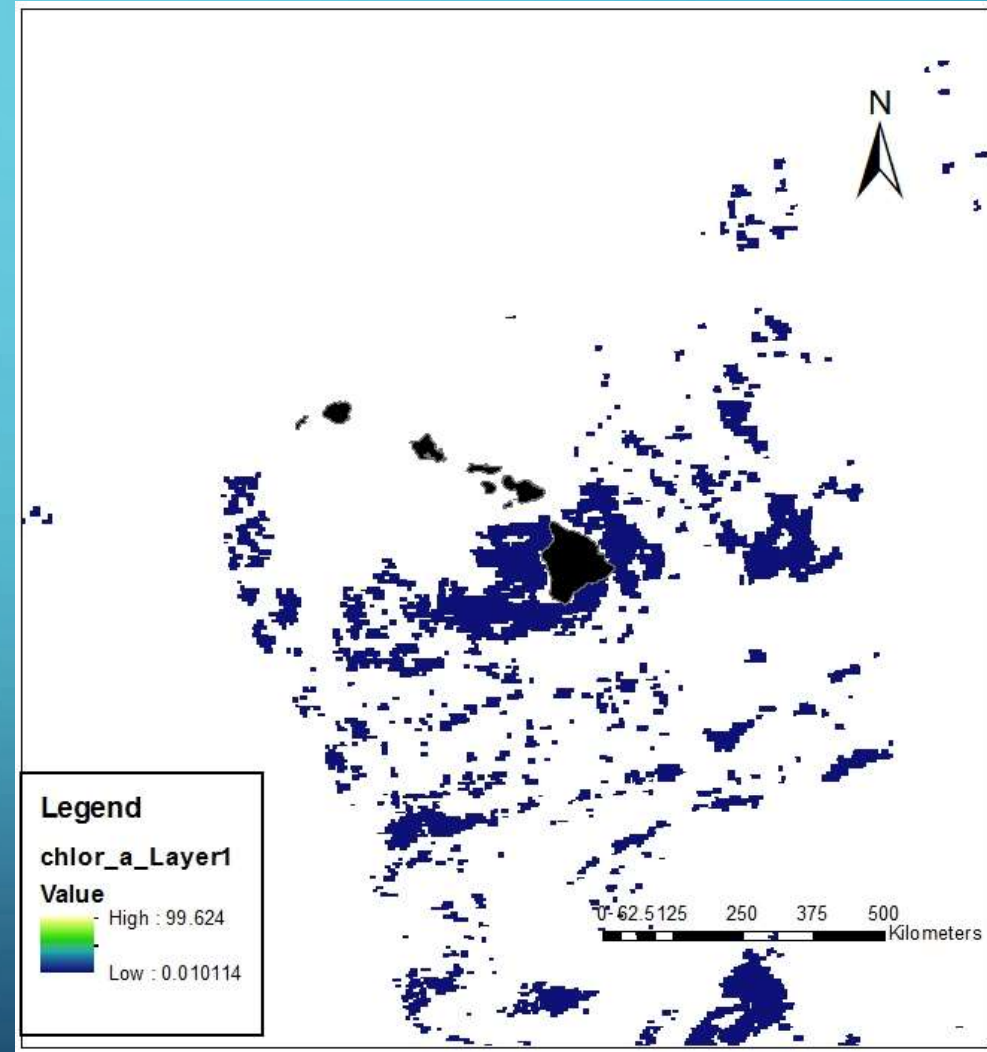 N
Legend
chlor_a_Layer1
Value
High : 99.624
Low : 0.010114
0 62.5 125 250 375 500
Kilometers